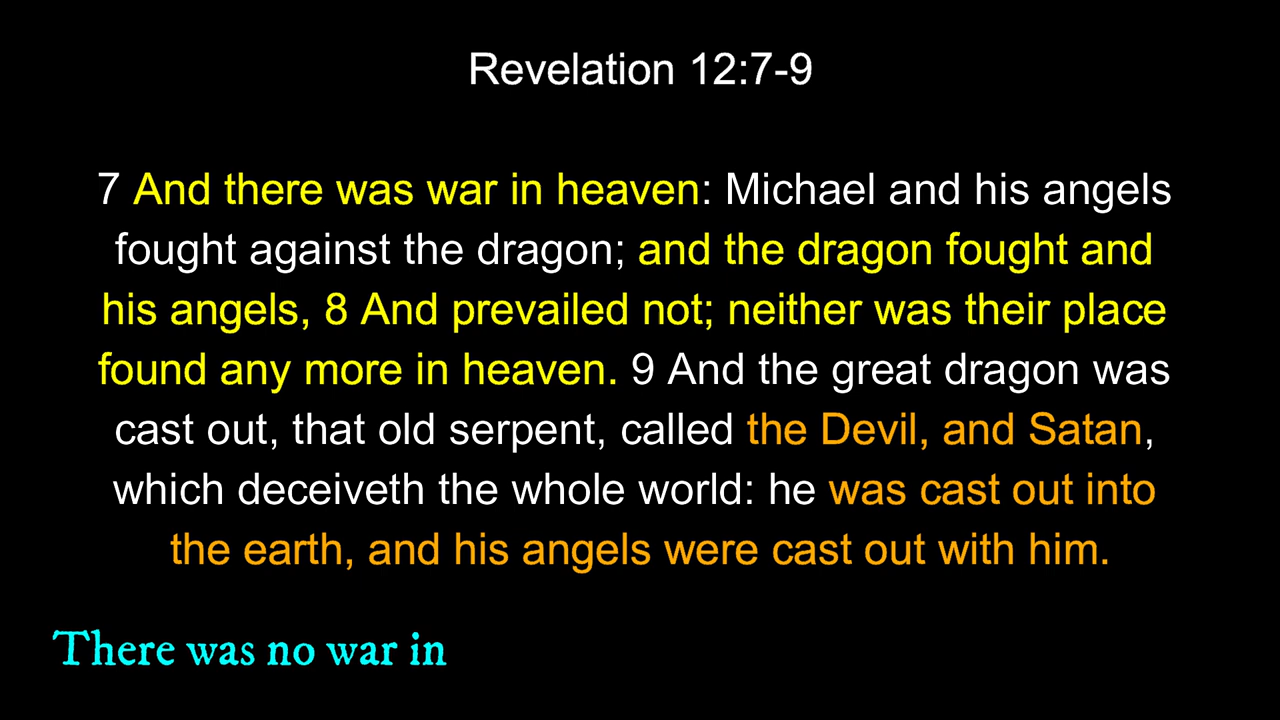 Revelation 12:7-9
7 And there was war in heaven: Michael and his angels
fought against the dragon; and the dragon fought and
his angels, 8 And prevailed not; neither was their place
found any more in heaven. 9 And the great dragon was
cast out, that old serpent, called the Devil, and Satan,
which deceiveth the whole world: he was cast out into
the earth, and his angels were cast out with him.
There was no war in